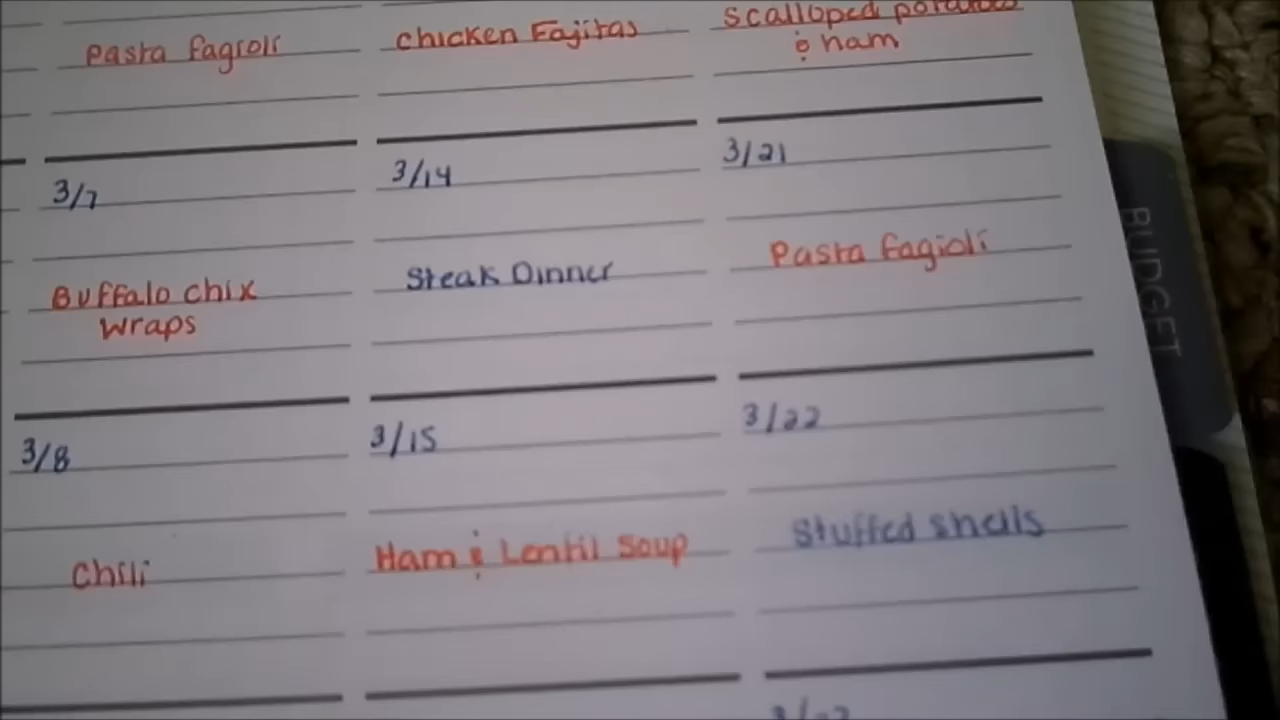 Pasta fagioli
Chicken Fajitas
Scalloped potatoes
& ham
3/7
3/14
3/21
Buffalo chix
wraps
Steak Dinner
Pasta fagioli
3/8
3/15
3/22
Chili
Ham & Lentil Soup
Stuffed shells
BUDGET